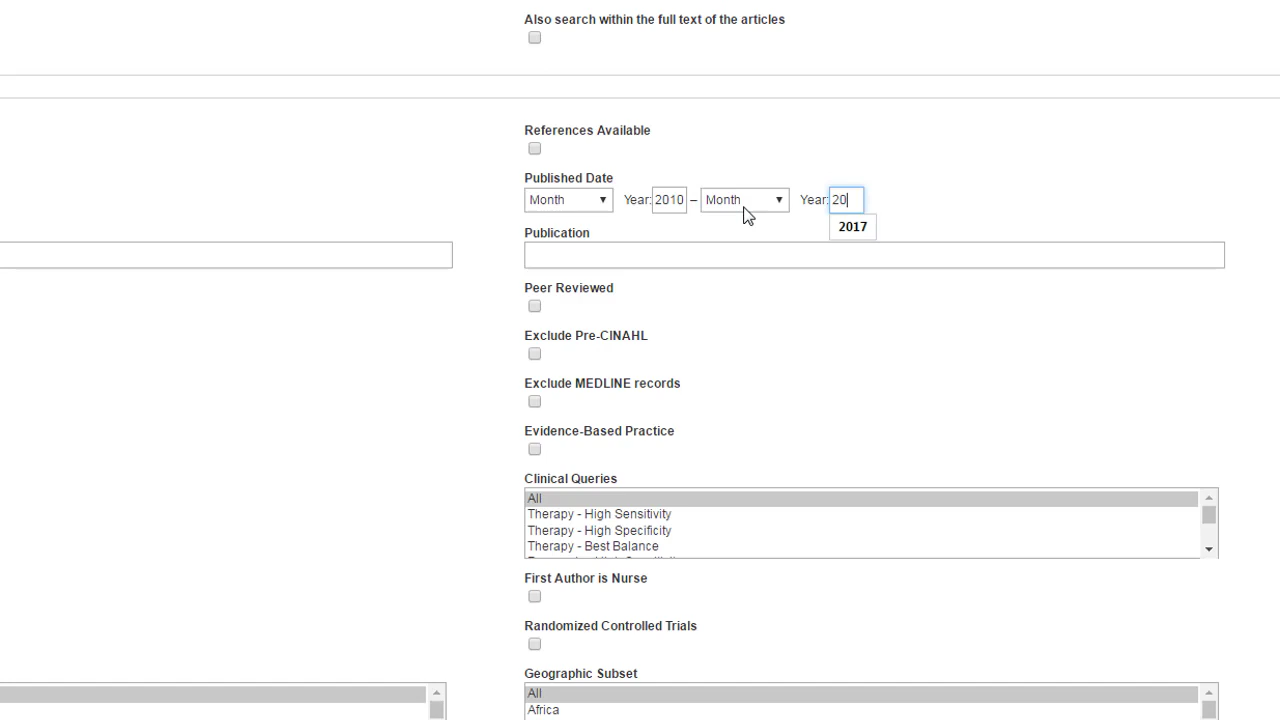 Also search within the full text of the articles
References Available
Published Date
Month Year: 2010 – Month Year: 20
2017
Publication
Peer Reviewed
Exclude Pre-CINAHL
Exclude MEDLINE records
Evidence-Based Practice
Clinical Queries
All
Therapy - High Sensitivity
Therapy - High Specificity
Therapy - Best Balance
First Author is Nurse
Randomized Controlled Trials
Geographic Subset
All
Africa